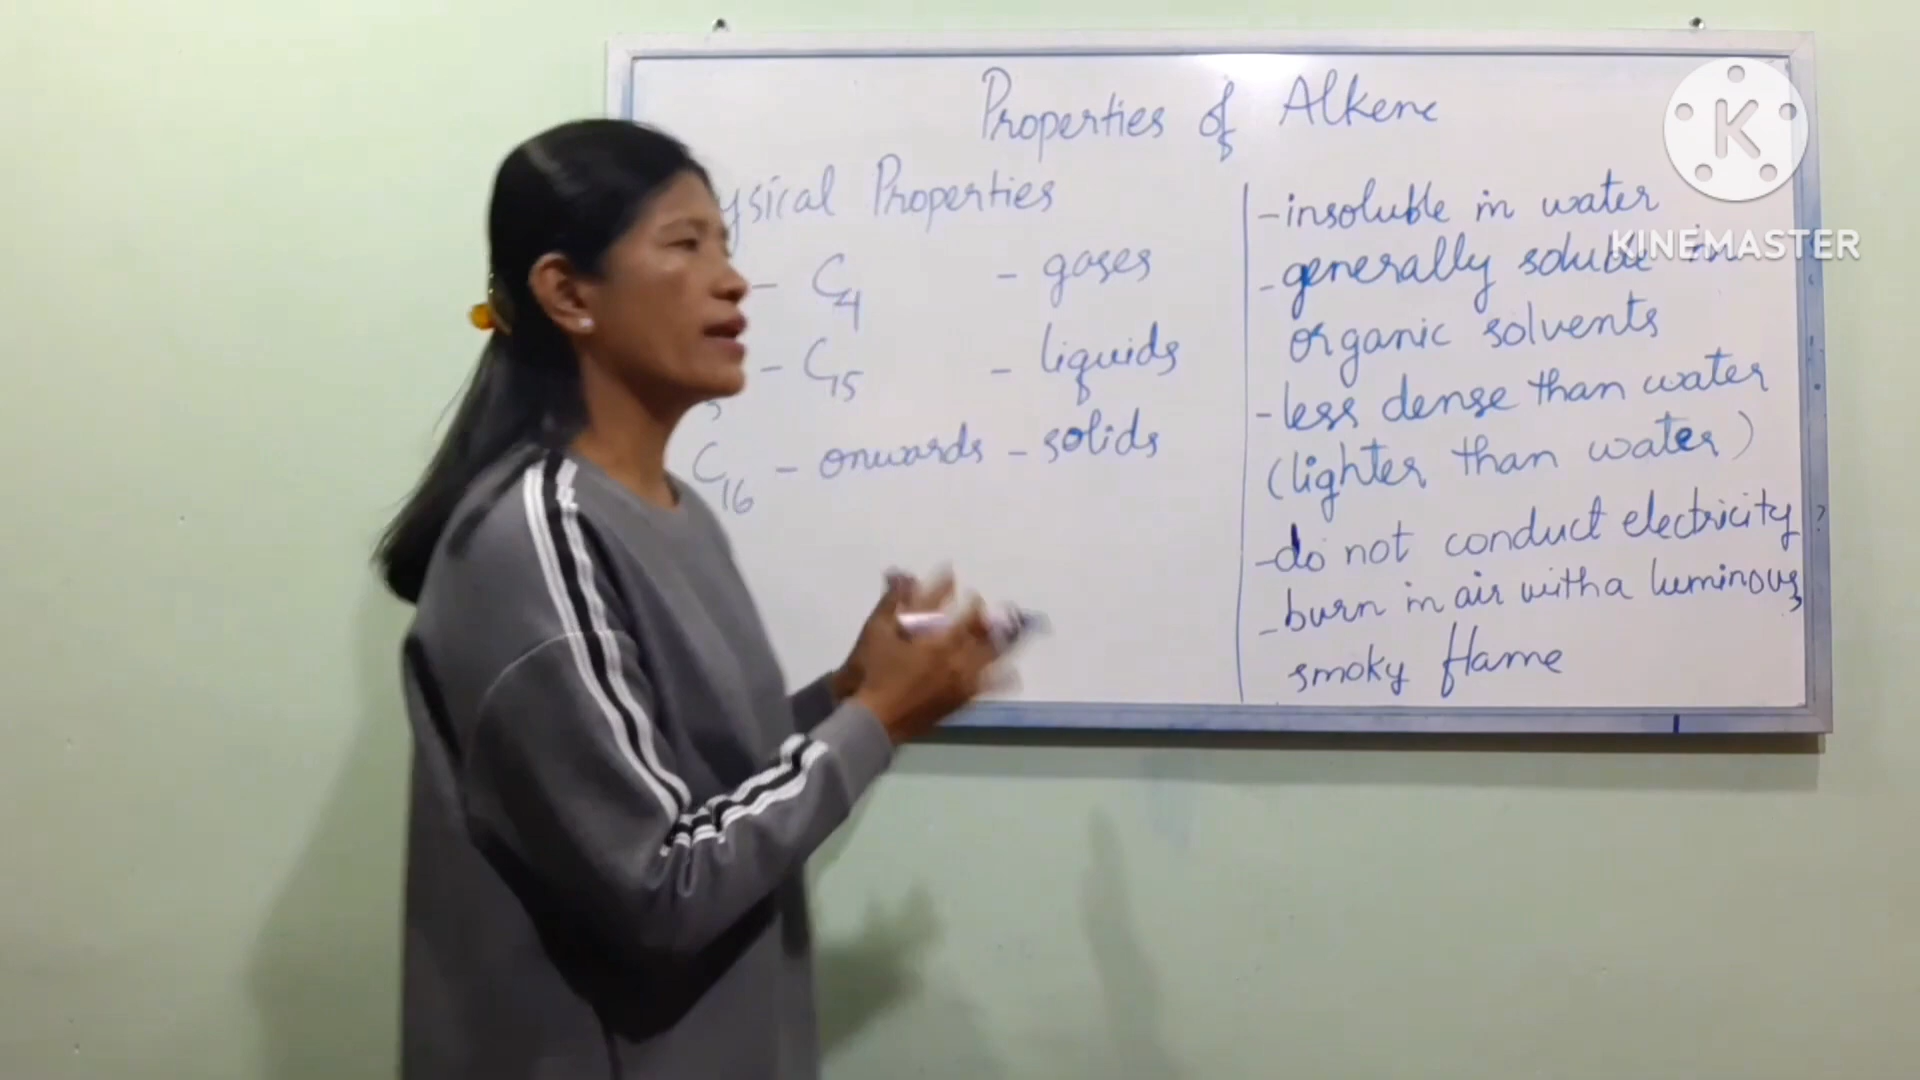 Properties of Alkene
ysical Properties
- C4 - gases
5 - C15 - liquids
C16 - onwards - solids
- insoluble in water
- generally soluble in
organic solvents
- less dense than water
(lighter than water)
- do not conduct electricity
- burn in air with a luminous
smoky flame
K
KINEMASTER